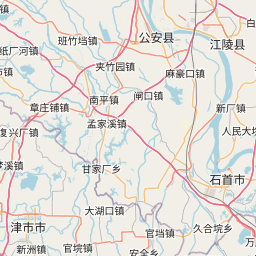 公安县
江陵县
班竹垱镇
纸厂河镇
夹竹园镇
麻豪口镇
市
南平镇
闸口镇
章庄铺镇
新厂镇
孟家溪镇
复兴厂镇
人民大
甘家厂乡
石首市
大湖口镇
津市市
官垱镇
久合垸乡
新洲镇
官垸镇
安全乡